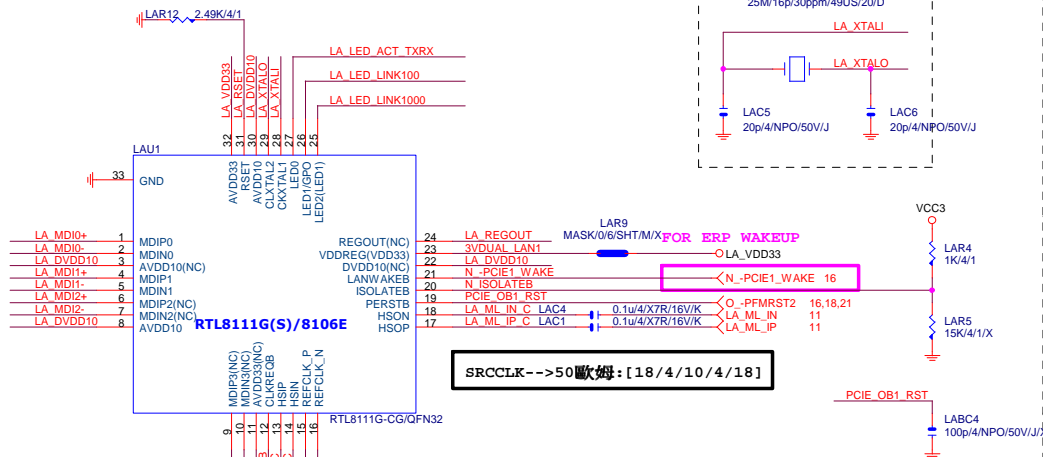 25M/16p/30ppm/49US/20/D
LAR12 2.49K/4/1
LA_XTALI
LA_LED_ACT_TXRX
LA_XTALO
LA_LED_LINK100
LA_LED_LINK1000
LA_VDD33
LA_RSET
LA_DVDD10
LA_XTALO
LA_XTALI
LAC5
20p/4/NPO/50V/J
LAC6
20p/4/NPO/50V/J
32 31 30 29 28 27 26 25
LAU1
33 GND
AVDD33
RSET
AVDD10
CLXTAL2
CKXTAL1
LED0
LED1/GPO
LED2(LED1)
VCC3
LAR9
MASK/0/6/SHT/M/X
FOR ERP WAKEUP
LA_MDI0+ 1 MDIP0
LA_MDI0- 2 MDIN0
LA_DVDD10 3 AVDD10(NC)
LA_MDI1+ 4 MDIP1
LA_MDI1- 5 MDIN1
LA_MDI2+ 6 MDIP2(NC)
LA_MDI2- 7 MDIN2(NC)
LA_DVDD10 8 AVDD10
REGOUT(NC) 24 LA_REGOUT
VDDREG(VDD33) 23 3VDUAL_LAN1 LA_VDD33
DVDD10(NC) 22 LA_DVDD10
LANWAKEB 21 N_-PCIE1_WAKE N_-PCIE1_WAKE 16
ISOLATEB 20 N_ISOLATEB
PERSTB 19 PCIE_OB1_RST O_-PFMRST2 16,18,21
HSON 18 LA_ML_IN_C LAC4 0.1u/4/X7R/16V/K LA_ML_IN 11
HSOP 17 LA_ML_IP_C LAC1 0.1u/4/X7R/16V/K LA_ML_IP 11
LAR4
1K/4/1
LAR5
15K/4/1/X
RTL8111G(S)/8106E
SRCCLK-->50歐姆:[18/4/10/4/18]
MDIP3(NC)
MDIN3(NC)
AVDD33(NC)
CLKREQB
HSIP
HSIN
REFCLK_P
REFCLK_N
RTL8111G-CG/QFN32
9 10 11 12 13 14 15 16
PCIE_OB1_RST
LABC4
100p/4/NPO/50V/J/X